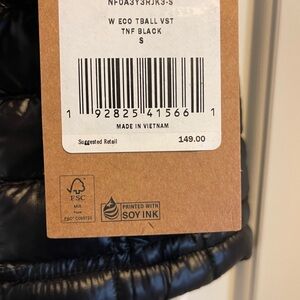 NF0A3Y3RJK3-S
W ECO TBALL VST
TNF BLACK
S
1 92825 41566 1
MADE IN VIETNAM
Suggested Retail 149.00
FSC
MIX
PRINTED WITH
SOY INK